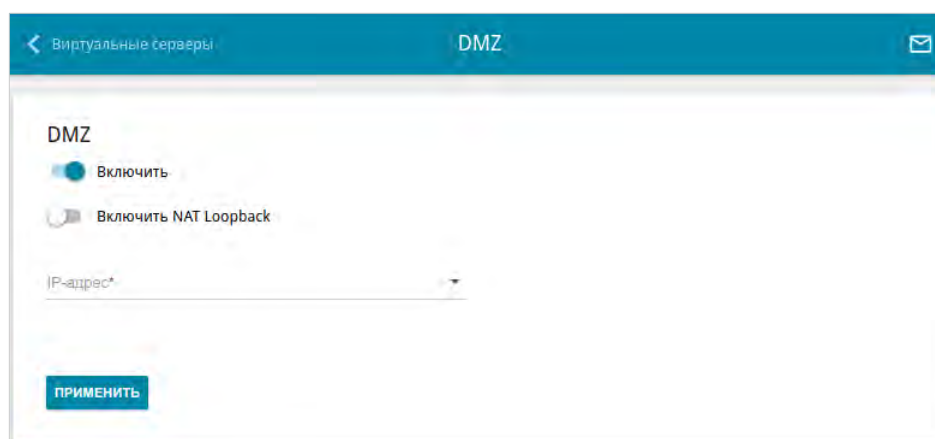 Виртуальные серверы
DMZ
DMZ
Включить
Включить NAT Loopback
IP-адрес*
ПРИМЕНИТЬ